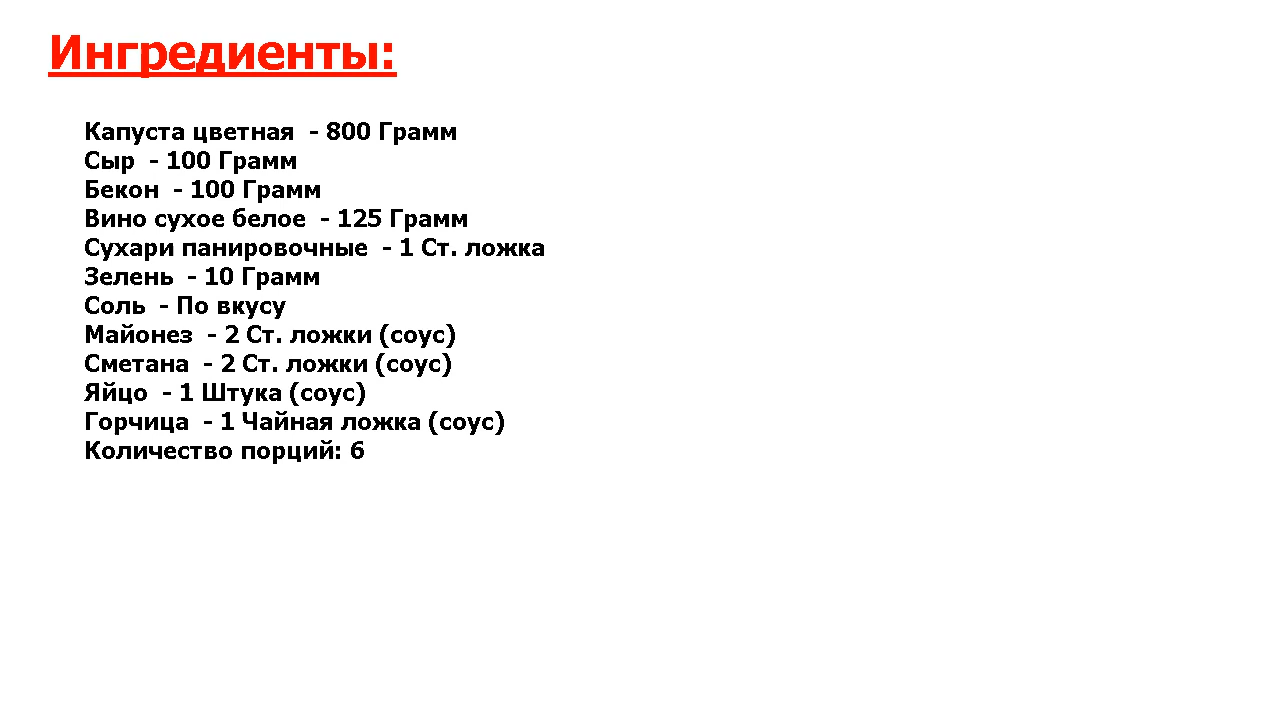 Ингредиенты:
Капуста цветная - 800 Грамм
Сыр - 100 Грамм
Бекон - 100 Грамм
Вино сухое белое - 125 Грамм
Сухари панировочные - 1 Ст. ложка
Зелень - 10 Грамм
Соль - По вкусу
Майонез - 2 Ст. ложки (соус)
Сметана - 2 Ст. ложки (соус)
Яйцо - 1 Штука (соус)
Горчица - 1 Чайная ложка (соус)
Количество порций: 6